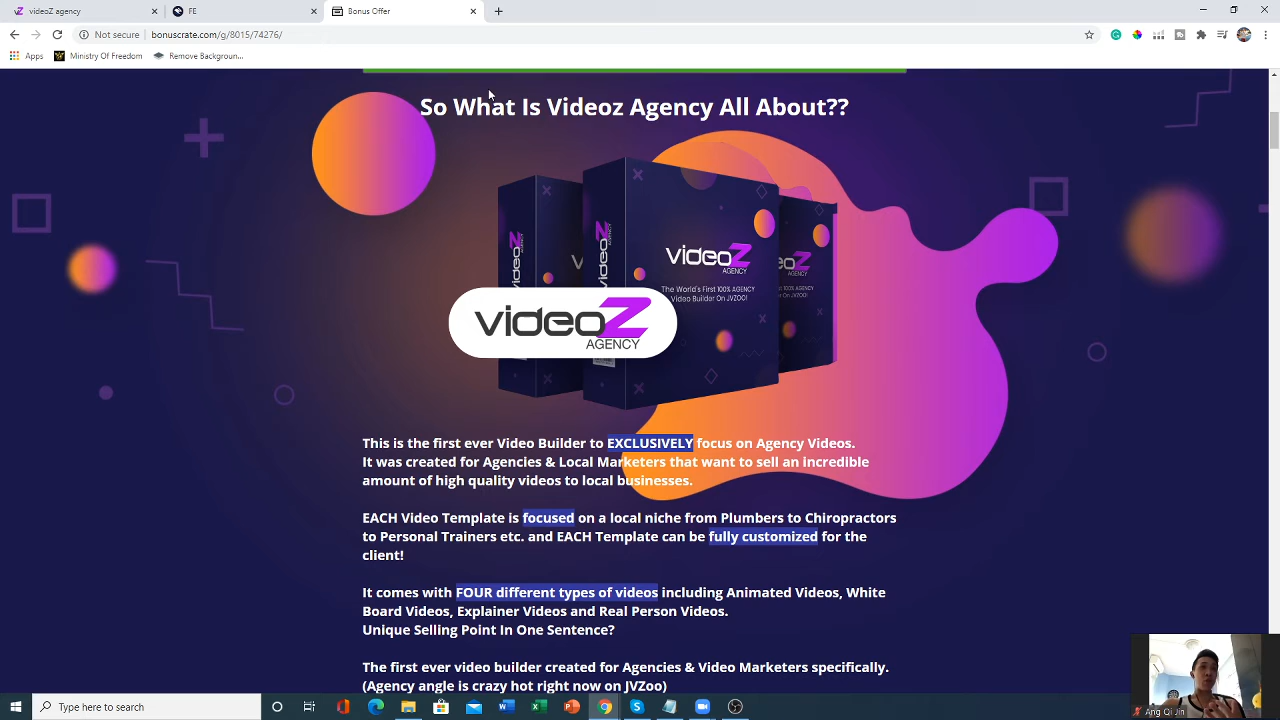 videoZ agency
FE
Bonus Offer
Not secure
bonuscrate.com/g/8015/74276/
Apps
Ministry Of Freedom
Remove Backgroun...
So What Is Videoz Agency All About??
videoZ
AGENCY
The World's First 100% AGENCY
Video Builder On JVZOO!
videoZ
AGENCY
This is the first ever Video Builder to EXCLUSIVELY focus on Agency Videos.
It was created for Agencies & Local Marketers that want to sell an incredible
amount of high quality videos to local businesses.
EACH Video Template is focused on a local niche from Plumbers to Chiropractors
to Personal Trainers etc. and EACH Template can be fully customized for the
client!
It comes with FOUR different types of videos including Animated Videos, White
Board Videos, Explainer Videos and Real Person Videos.
Unique Selling Point In One Sentence?
The first ever video builder created for Agencies & Video Marketers specifically.
(Agency angle is crazy hot right now on JVZoo)
Type here to search
Ang Qi Jin